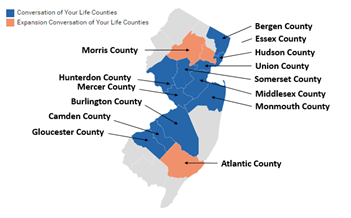 Conversation of Your Life Counties
Expansion Conversation of Your Life Counties
Bergen County
Essex County
Morris County
Hudson County
Union County
Hunterdon County
Somerset County
Mercer County
Middlesex County
Burlington County
Monmouth County
Camden County
Gloucester County
Atlantic County